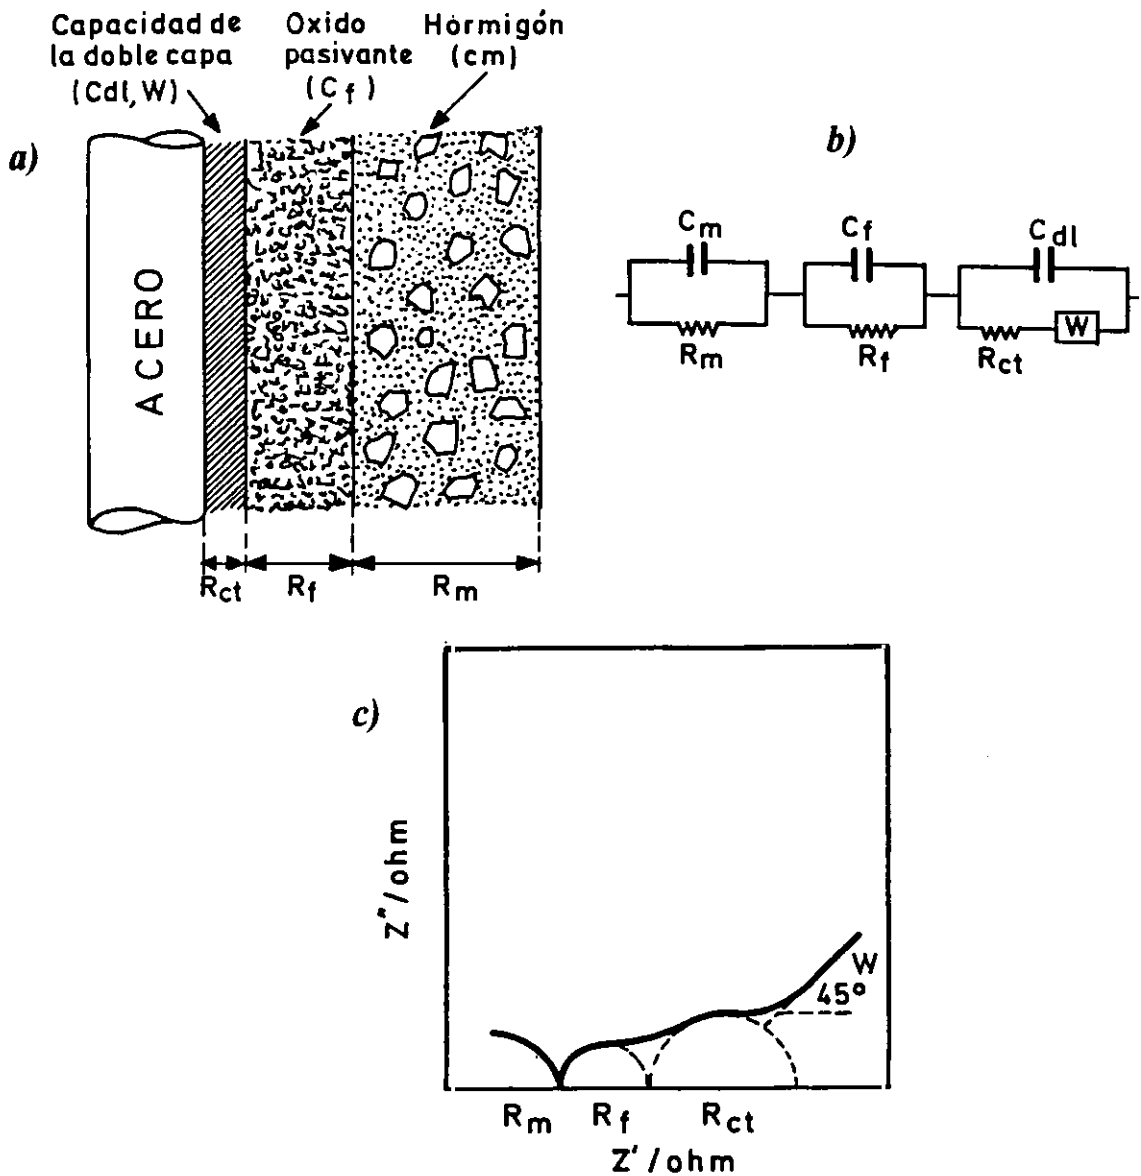 Capacidad de
la doble capa
(Cdl, W)
Oxido
pasivante
(Cf)
Hormigón
(cm)
a)
ACERO
Rct
Rf
Rm
b)
Cm
Cf
Cdl
Rm
Rf
Rct
W
c)
Z"/ohm
W
45°
Rm
Rf
Rct
Z'/ohm